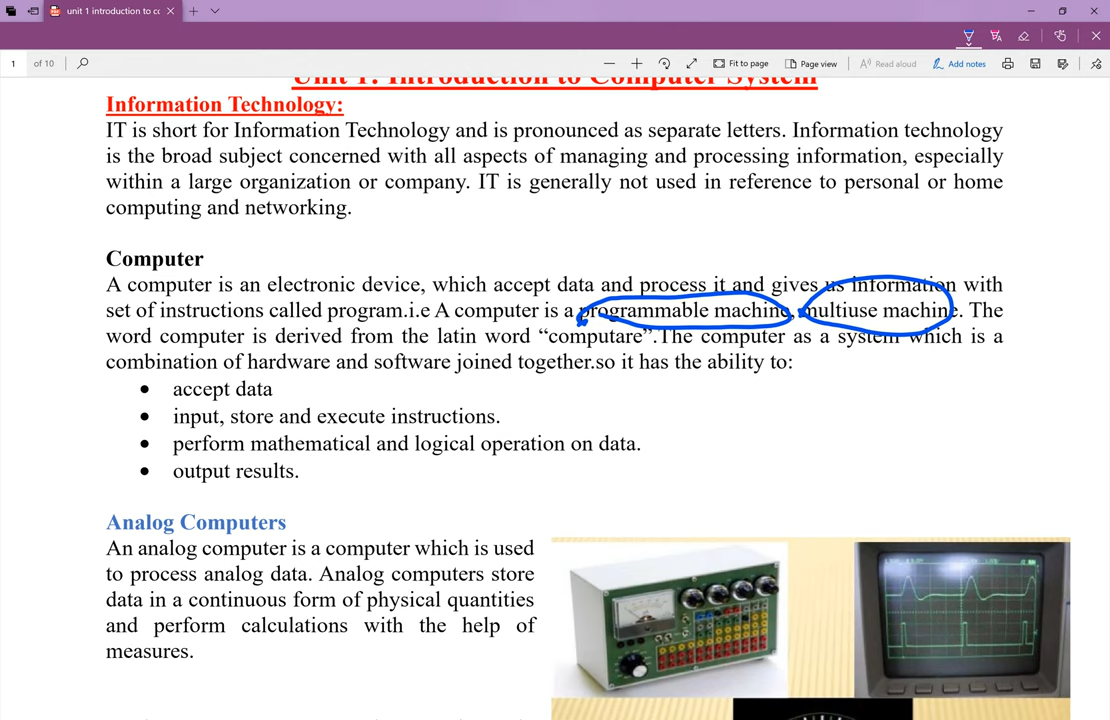 unit 1 introduction to cc
1 of 10 Fit to page Page view Read aloud Add notes
Unit 1: Introduction to Computer System
Information Technology:
IT is short for Information Technology and is pronounced as separate letters. Information technology
is the broad subject concerned with all aspects of managing and processing information, especially
within a large organization or company. IT is generally not used in reference to personal or home
computing and networking.
Computer
A computer is an electronic device, which accept data and process it and gives us information with
set of instructions called program.i.e A computer is a programmable machine, multiuse machine. The
word computer is derived from the latin word “computare”.The computer as a system which is a
combination of hardware and software joined together.so it has the ability to:
• accept data
• input, store and execute instructions.
• perform mathematical and logical operation on data.
• output results.
Analog Computers
An analog computer is a computer which is used
to process analog data. Analog computers store
data in a continuous form of physical quantities
and perform calculations with the help of
measures.